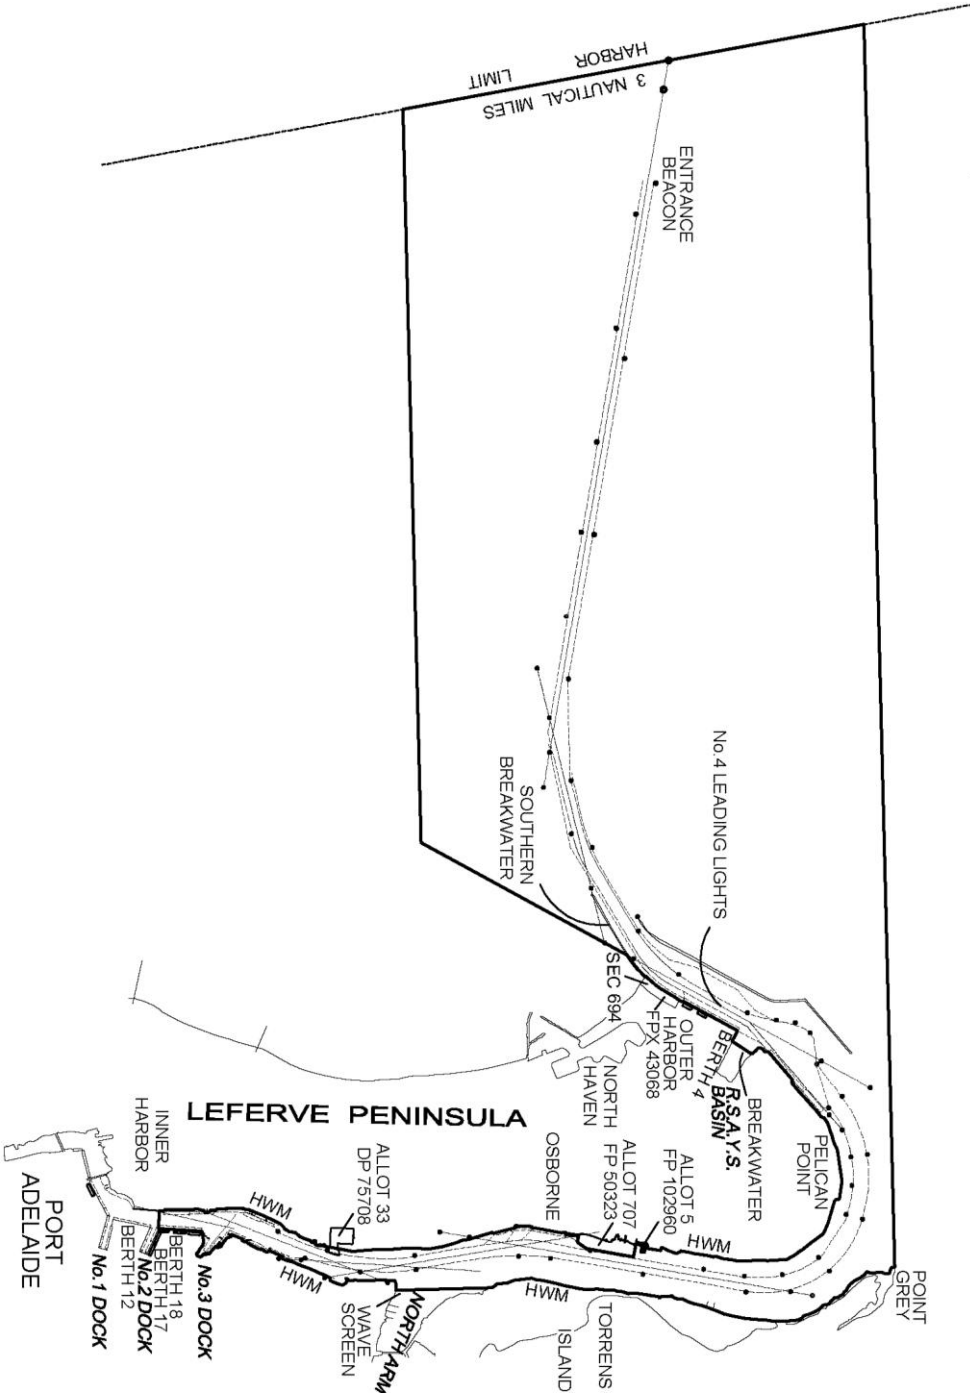 HARBOR
LIMIT
3 NAUTICAL MILES
ENTRANCE
BEACON
No.4 LEADING LIGHTS
SOUTHERN
BREAKWATER
SEC 694
OUTER
HARBOR
FPX 43068
BERTH 4
R.S.A.Y.S.
BASIN
BREAKWATER
PELICAN
POINT
NORTH
HAVEN
LEFERVE PENINSULA
POINT
GREY
ALLOT 5
FP 102960
ALLOT 707
FP 50323
OSBORNE
HWM
ALLOT 33
DP 75708
INNER
HARBOR
HWM
HWM
HWM
TORRENS
ISLAND
NORTH ARM
WAVE
SCREEN
No.3 DOCK
BERTH 18
BERTH 17
No.2 DOCK
BERTH 12
No.1 DOCK
PORT
ADELAIDE